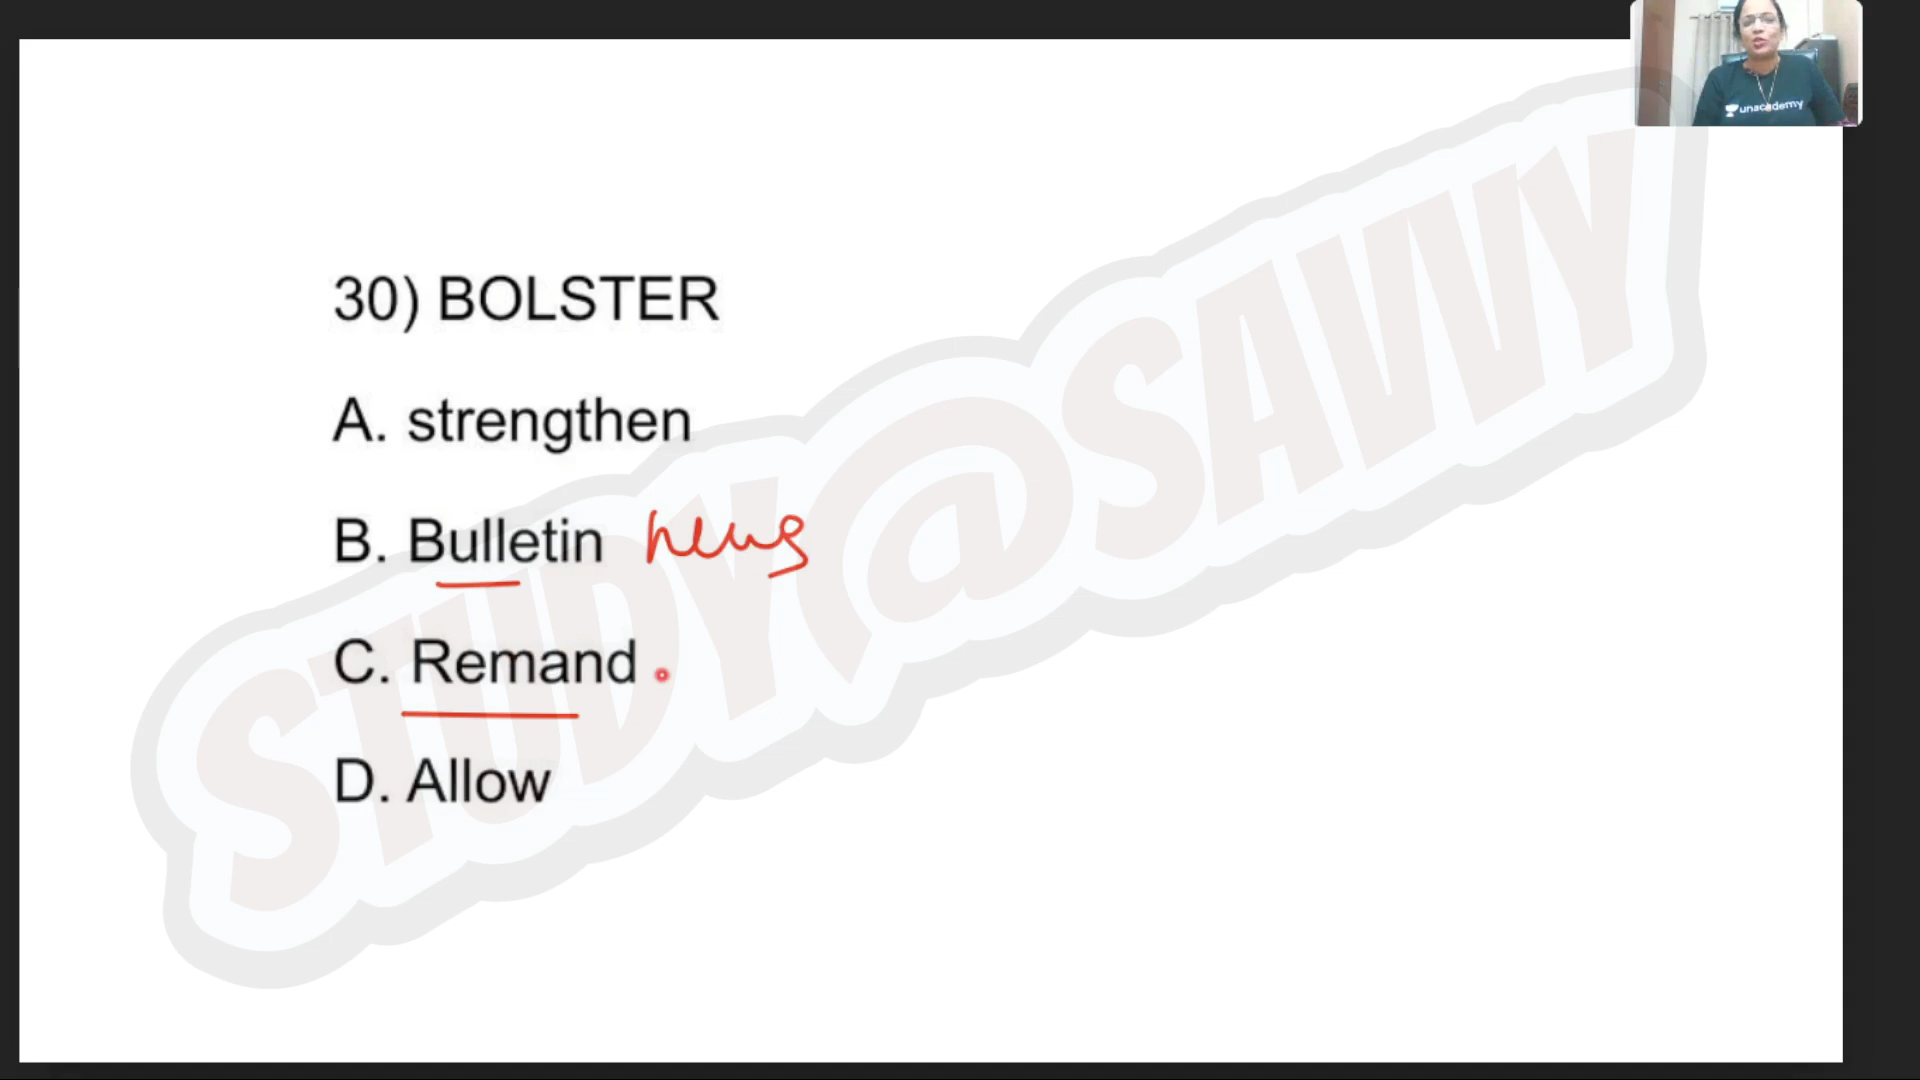 unacademy
30) BOLSTER
A. strengthen
B. Bulletin news
C. Remand
D. Allow
STUDY@SAVVY